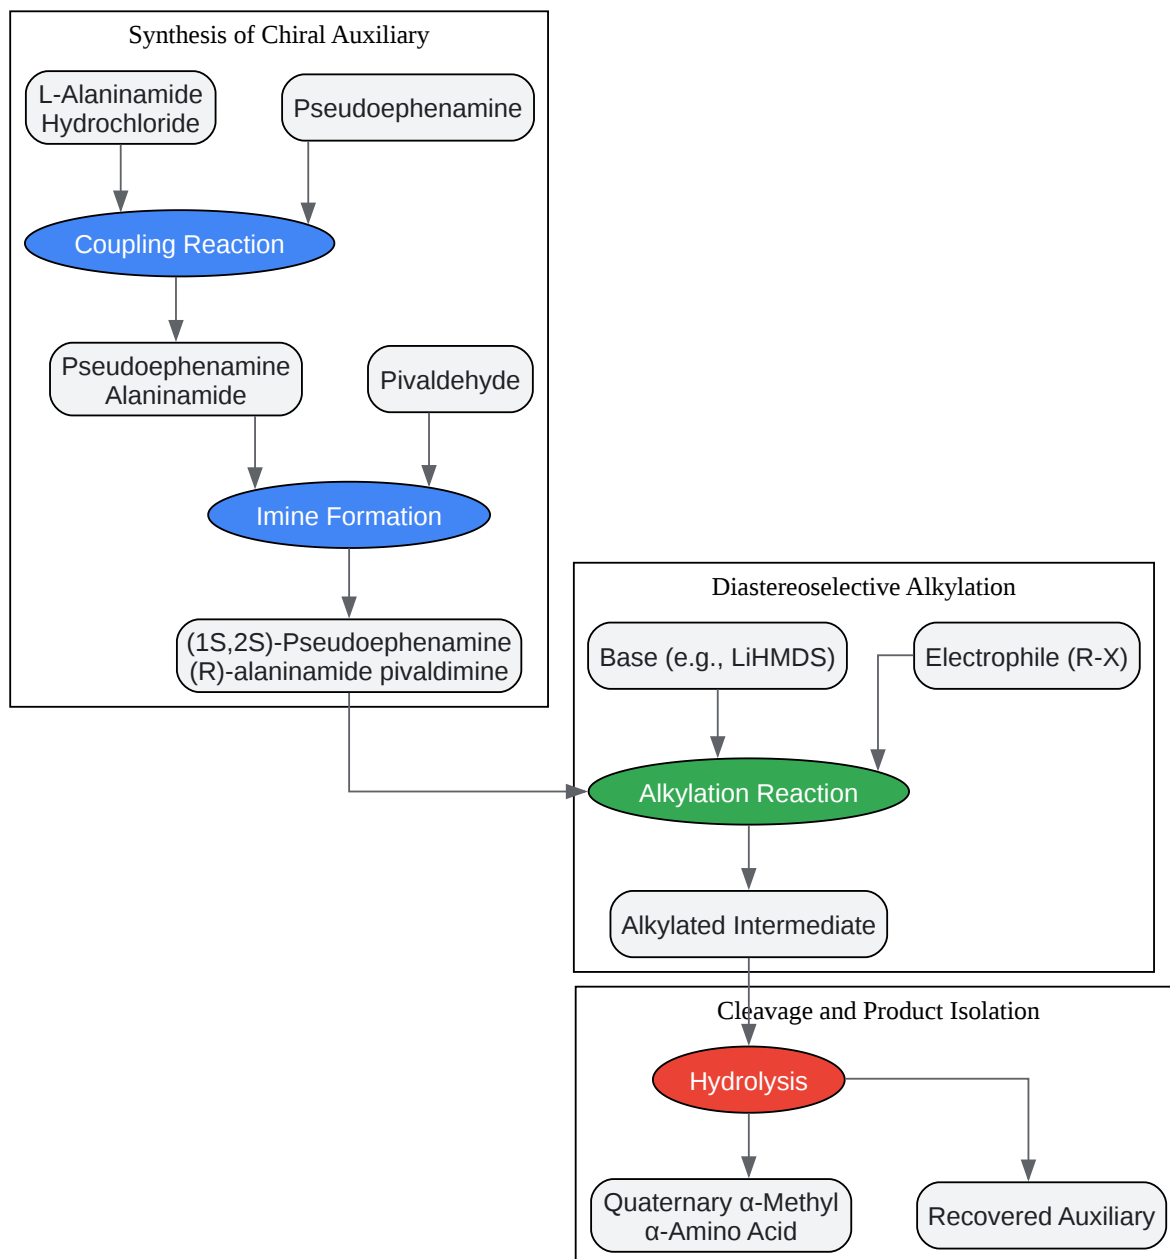 Synthesis of Chiral Auxiliary
L-Alaninamide
Hydrochloride
Pseudoephenamine
Coupling Reaction
Pseudoephenamine
Alaninamide
Pivaldehyde
Imine Formation
(1S,2S)-Pseudoephenamine
(R)-alaninamide pivaldimine
Diastereoselective Alkylation
Base (e.g., LiHMDS)
Electrophile (R-X)
Alkylation Reaction
Alkylated Intermediate
Cleavage and Product Isolation
Hydrolysis
Quaternary α-Methyl
α-Amino Acid
Recovered Auxiliary